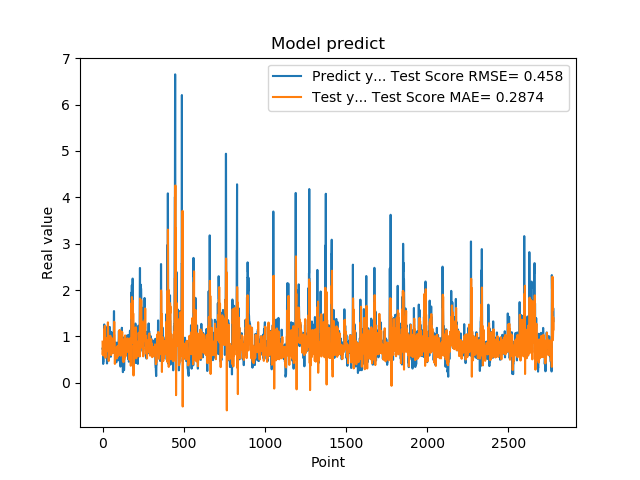 Model predict
Predict y... Test Score RMSE= 0.458
Test y... Test Score MAE= 0.2874
7
6
5
4
3
2
1
0
Real value
0 500 1000 1500 2000 2500
Point